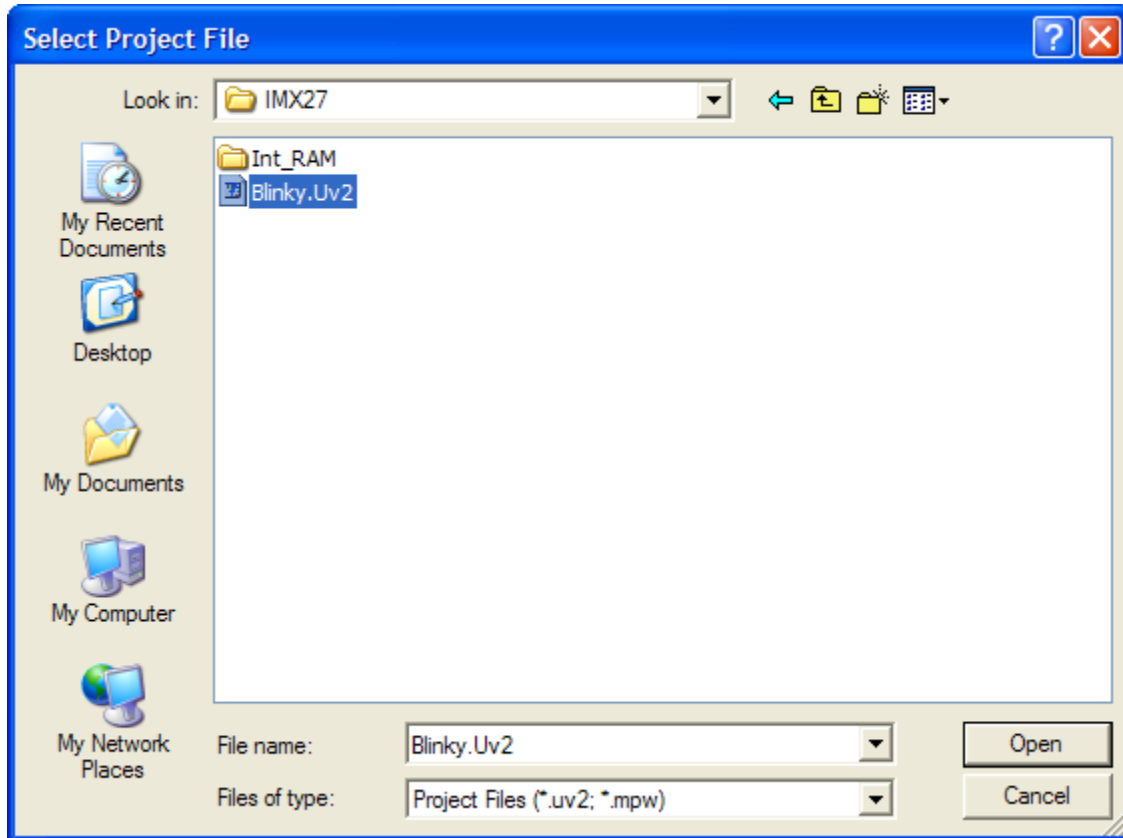 Select Project File
Look in: IMX27
Int_RAM
Blinky.Uv2
My Recent
Documents
Desktop
My Documents
My Computer
My Network
Places
File name: Blinky.Uv2 Open
Files of type: Project Files (*.uv2; *.mpw) Cancel